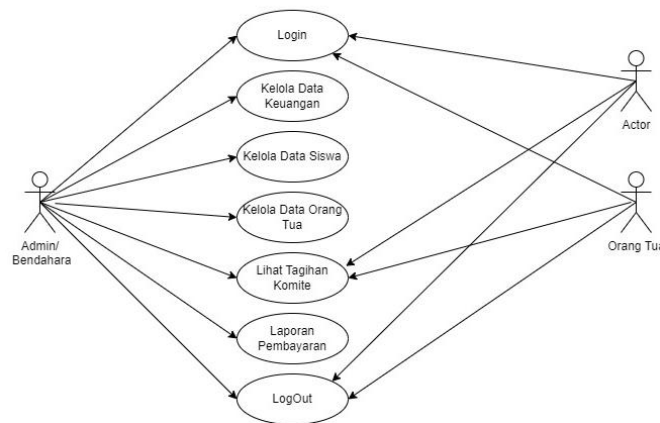 Login
Kelola Data
Keuangan
Kelola Data Siswa
Kelola Data Orang
Tua
Lihat Tagihan
Komite
Laporan
Pembayaran
LogOut
Admin/
Bendahara
Actor
Orang Tua